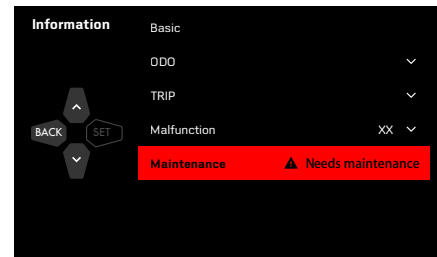 Information
Basic
ODO
TRIP
BACK
SET
Malfunction XX
Maintenance Needs maintenance